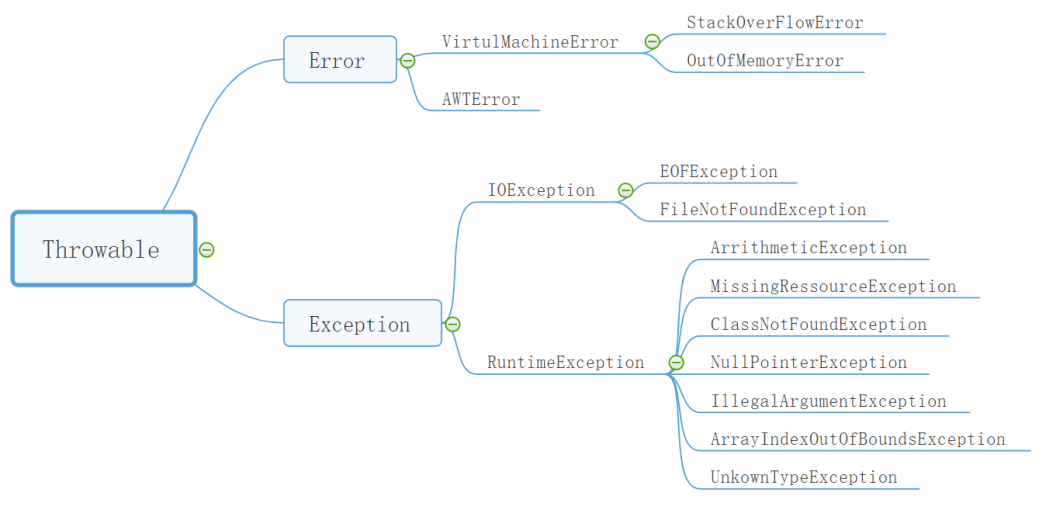 Throwable
Error
VirtulMachineError
StackOverFlowError
OutOfMemoryError
AWTError
Exception
IOException
EOFException
FileNotFoundException
RuntimeException
ArrithmeticException
MissingRessourceException
ClassNotFoundException
NullPointerException
IllegalArgumentException
ArrayIndexOutOfBoundsException
UnkownTypeException